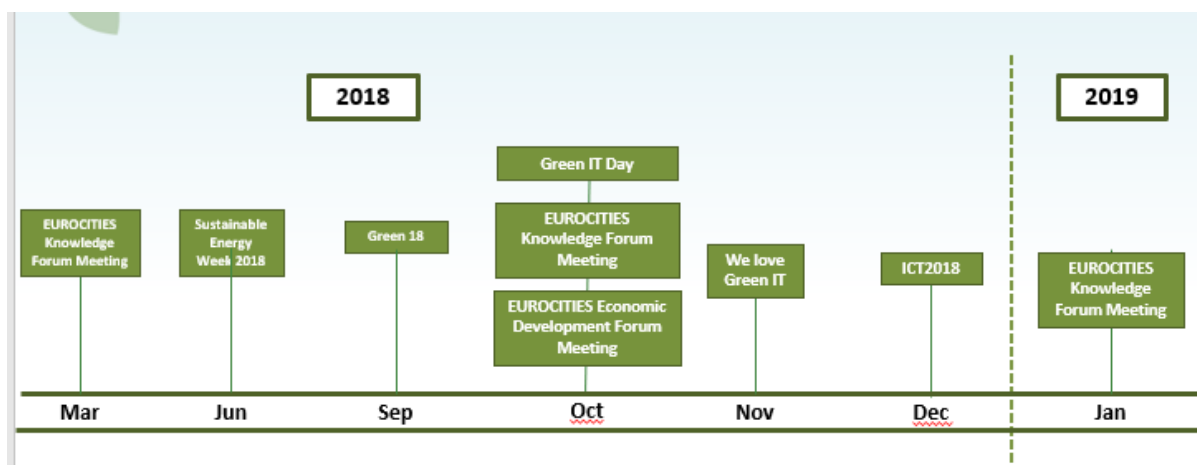 2018
2019
Green IT Day
EUROCITIES
Knowledge
Forum Meeting
Sustainable
Energy
Week 2018
Green 18
EUROCITIES
Knowledge Forum
Meeting
EUROCITIES Economic
Development Forum
Meeting
We love
Green IT
ICT2018
EUROCITIES
Knowledge
Forum Meeting
Mar
Jun
Sep
Oct
Nov
Dec
Jan